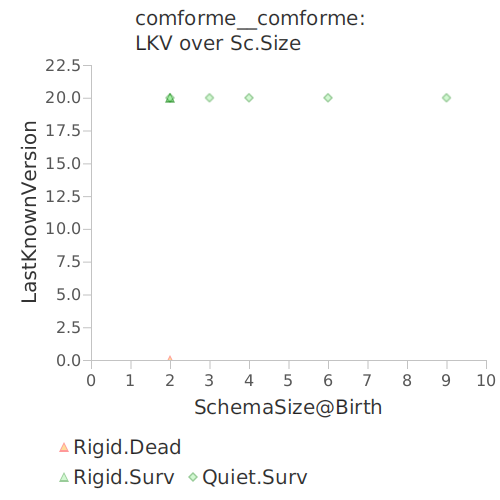 comforme__comforme:
LKV over Sc.Size
22.5
20.0
17.5
15.0
12.5
10.0
7.5
5.0
2.5
0.0
LastKnownVersion
0 1 2 3 4 5 6 7 8 9 10
SchemaSize@Birth
Rigid.Dead
Rigid.Surv Quiet.Surv